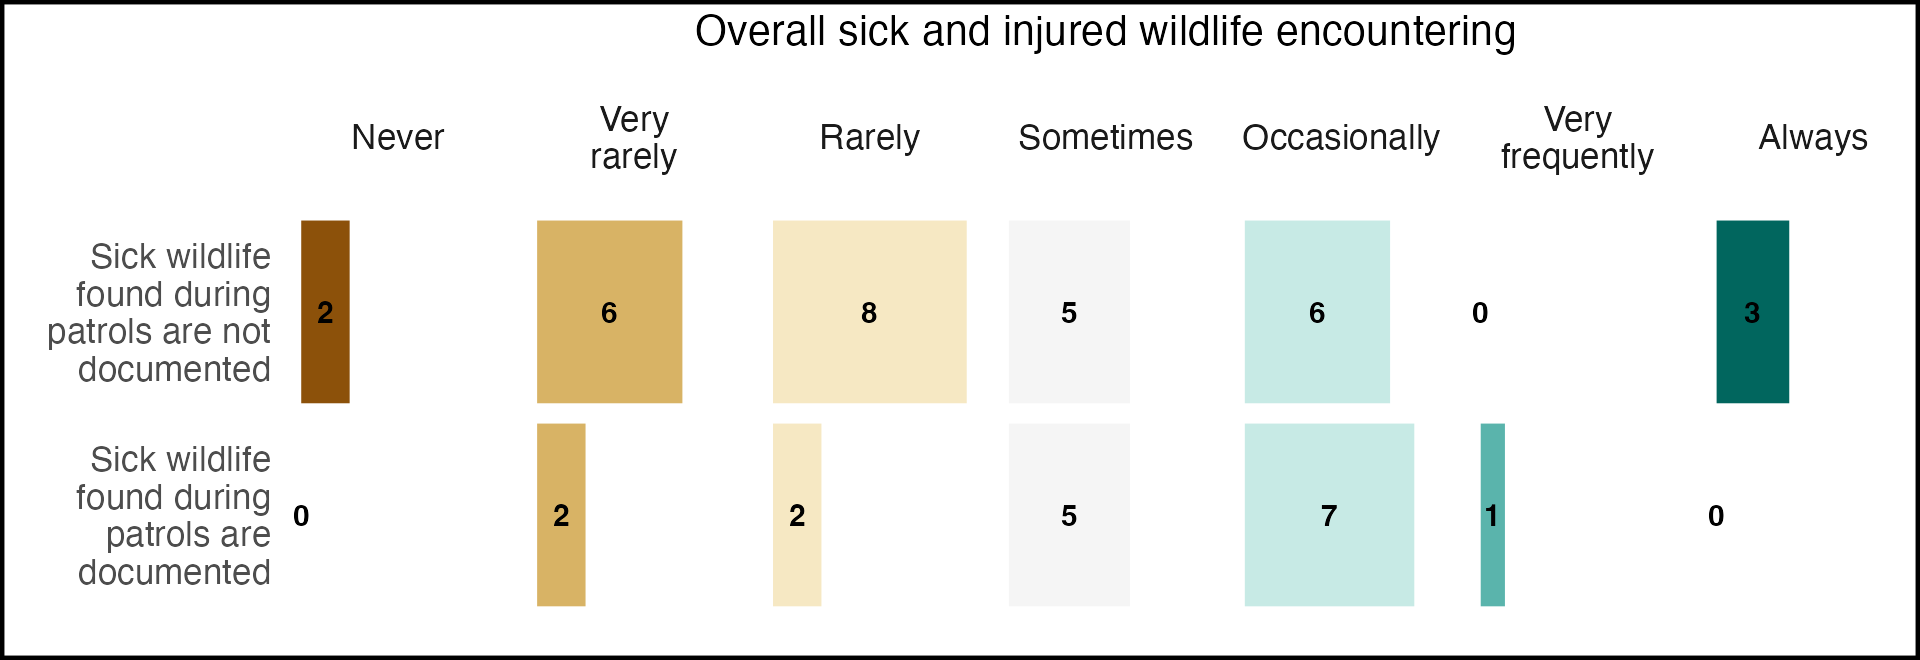 Overall sick and injured wildlife encountering
Never
Very
rarely
Rarely
Sometimes
Occasionally
Very
frequently
Always
Sick wildlife
found during
patrols are not
documented
2
6
8
5
6
0
3
Sick wildlife
found during
patrols are
documented
0
2
2
5
7
1
0